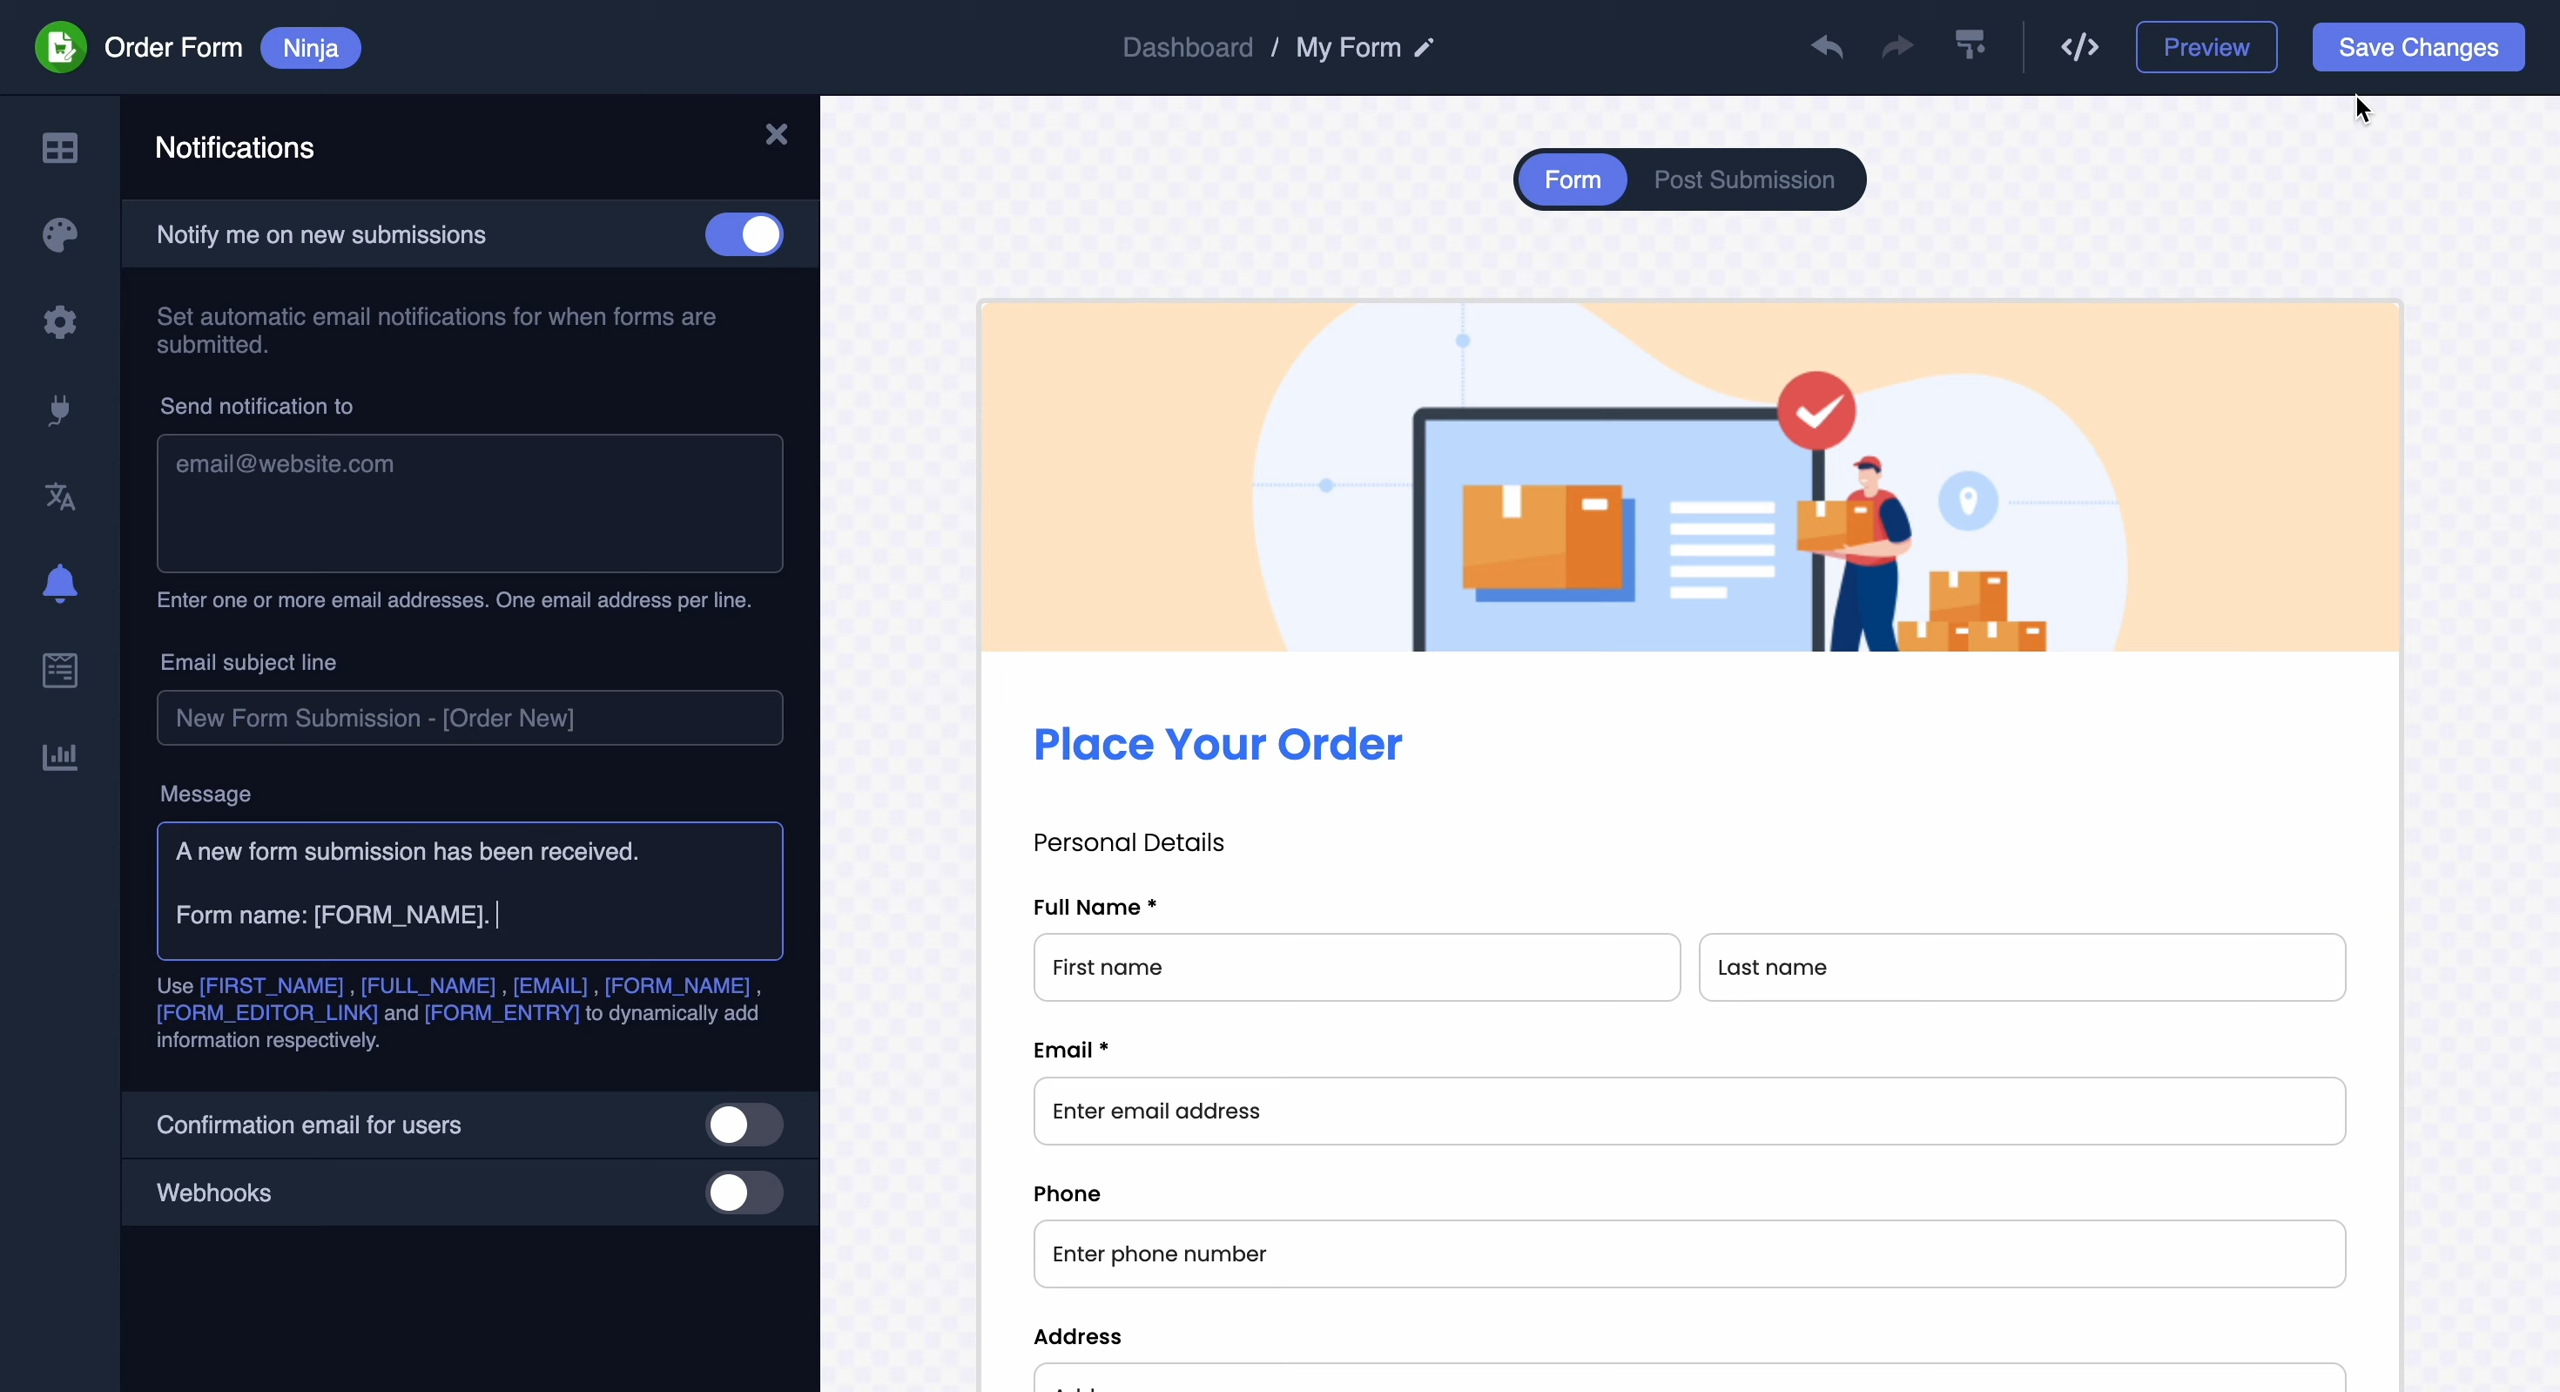 Order Form Ninja
Dashboard / My Form
</> Preview Save Changes
Notifications
Notify me on new submissions
Set automatic email notifications for when forms are
submitted.
Send notification to
email@website.com
Enter one or more email addresses. One email address per line.
Email subject line
New Form Submission - [Order New]
Message
A new form submission has been received.
Form name: [FORM_NAME].
Use [FIRST_NAME] , [FULL_NAME] , [EMAIL] , [FORM_NAME] ,
[FORM_EDITOR_LINK] and [FORM_ENTRY] to dynamically add
information respectively.
Confirmation email for users
Webhooks
Form Post Submission
Place Your Order
Personal Details
Full Name *
First name Last name
Email *
Enter email address
Phone
Enter phone number
Address